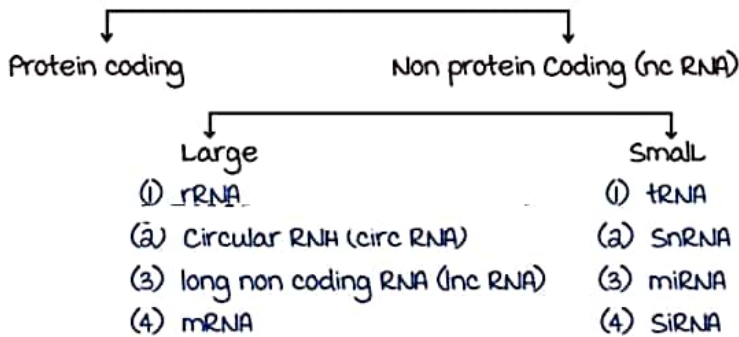 Protein coding
Non protein Coding (nc RNA)
Large
(1) rRNA
(2) Circular RNH (circ RNA)
(3) long non coding RNA (lnc RNA)
(4) mRNA
Small
(1) tRNA
(2) SnRNA
(3) miRNA
(4) SiRNA